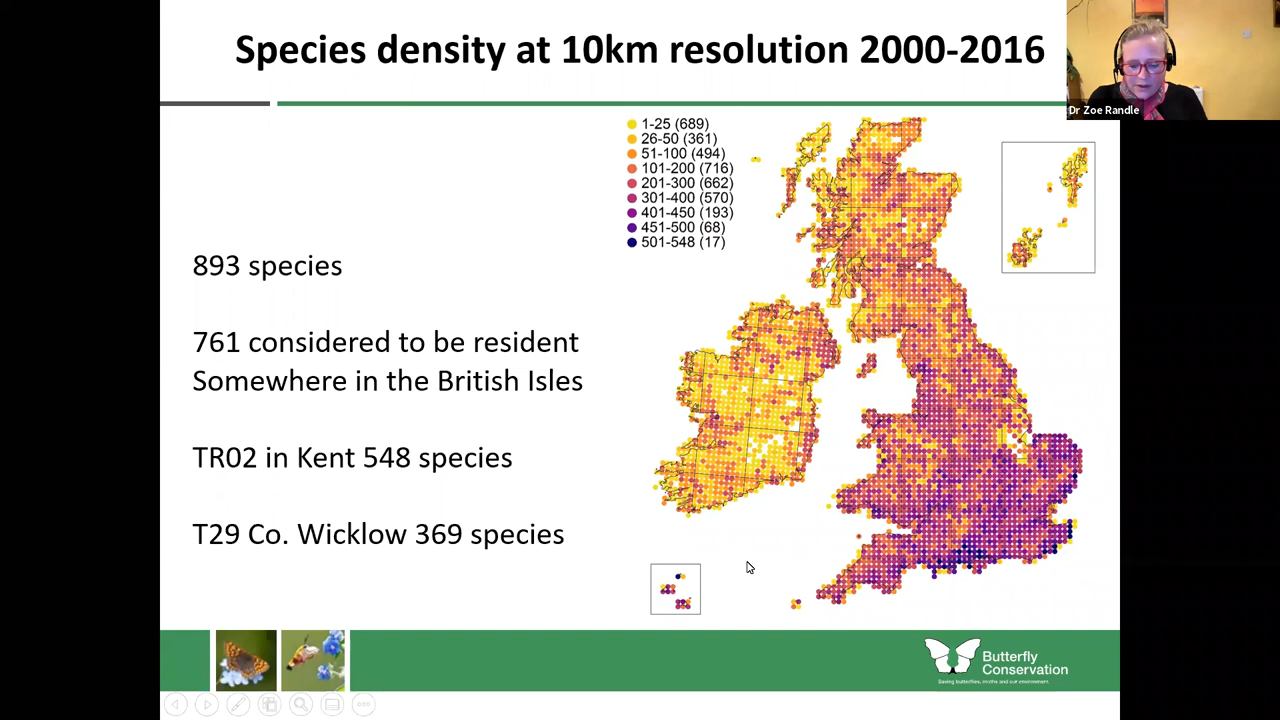 Species density at 10km resolution 2000-2016
Dr Zoe Randle
1-25 (689)
26-50 (361)
51-100 (494)
101-200 (716)
201-300 (662)
301-400 (570)
401-450 (193)
451-500 (68)
501-548 (17)
893 species
761 considered to be resident
Somewhere in the British Isles
TR02 in Kent 548 species
T29 Co. Wicklow 369 species
Butterfly
Conservation
Saving butterflies, moths and our environment